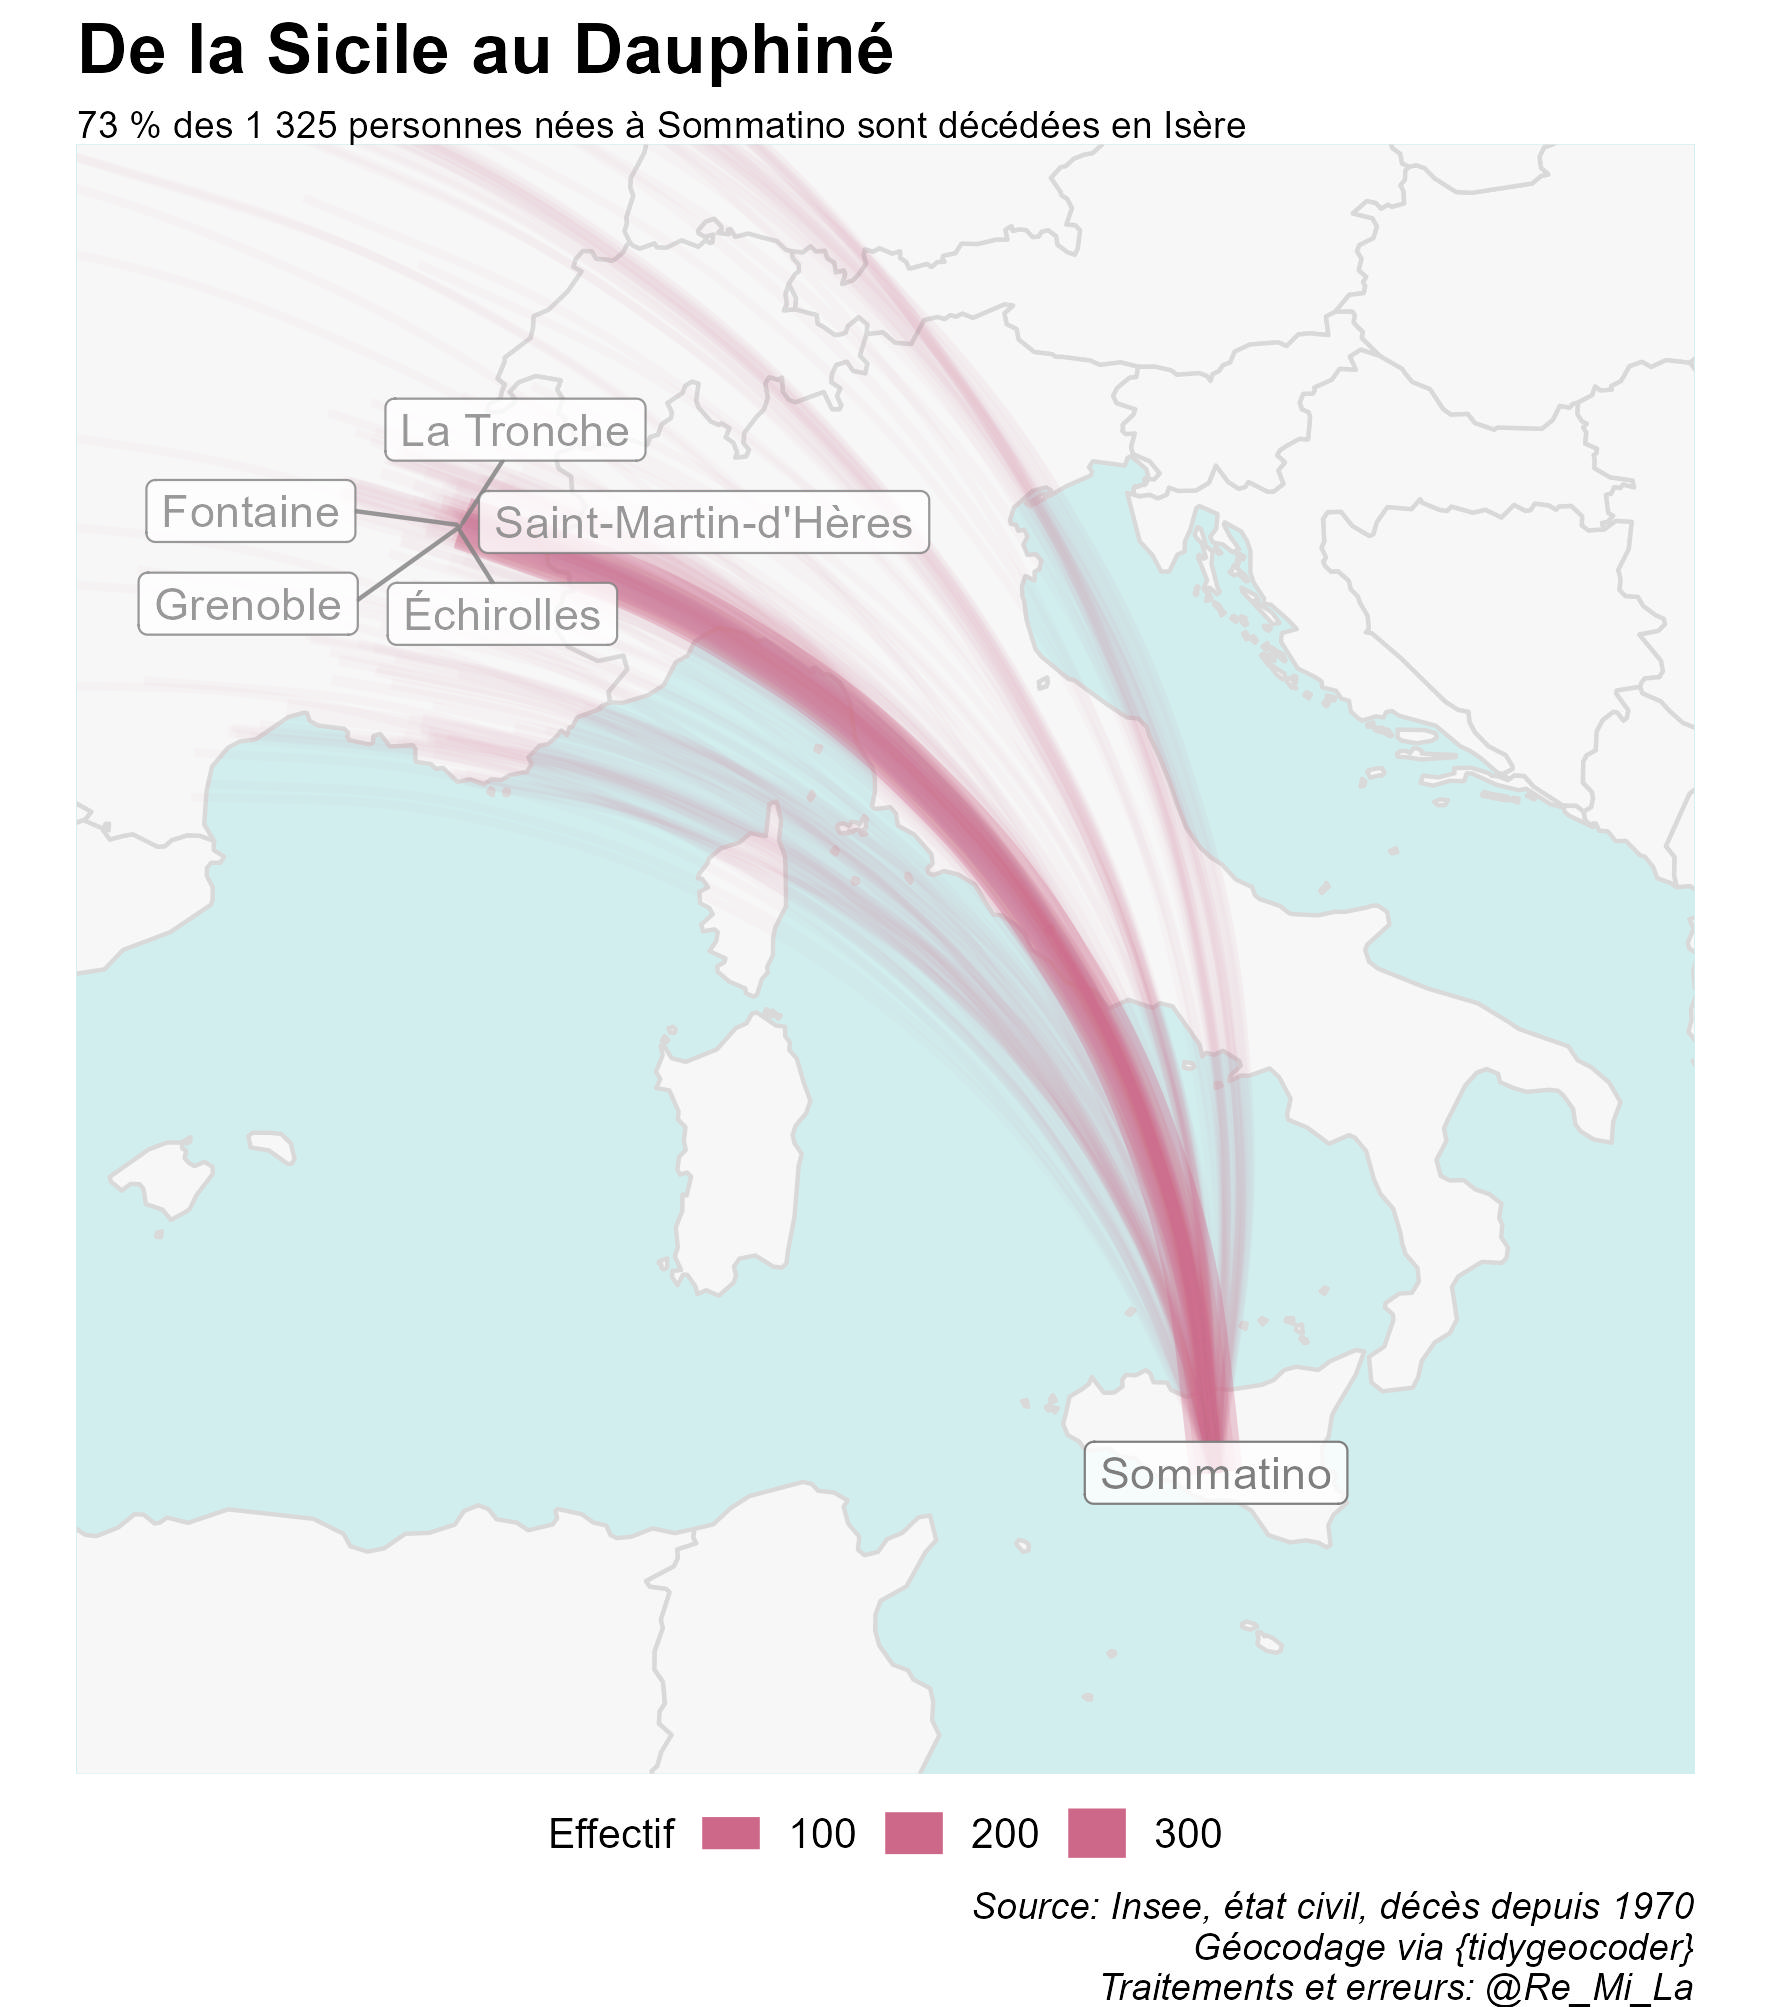 De la Sicile au Dauphiné
73 % des 1 325 personnes nées à Sommatino sont décédées en Isère
La Tronche
Fontaine
Saint-Martin-d'Hères
Grenoble
Échirolles
Sommatino
Effectif 100 200 300
Source: Insee, état civil, décès depuis 1970
Géocodage via {tidygeocoder}
Traitements et erreurs: @Re_Mi_La